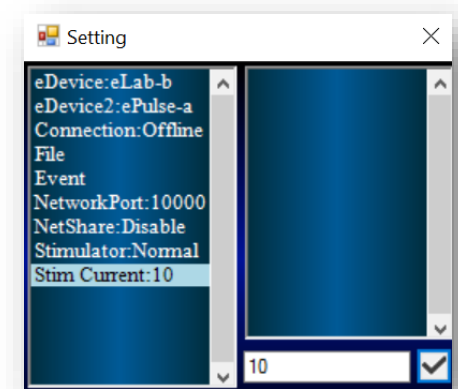 Setting
eDevice:eLab-b
eDevice2:ePulse-a
Connection:Offline
File
Event
NetworkPort:10000
NetShare:Disable
Stimulator:Normal
Stim Current:10
10